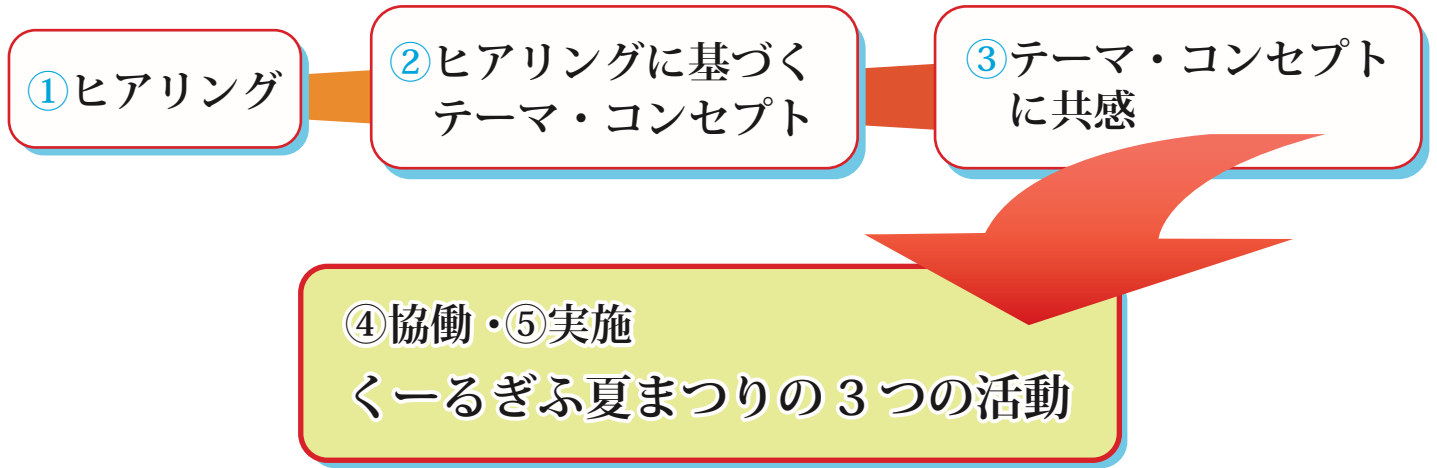 ①ヒアリング
②ヒアリングに基づく
テーマ・コンセプト
③テーマ・コンセプト
に共感
④協働・⑤実施
くーるぎふ夏まつりの3つの活動